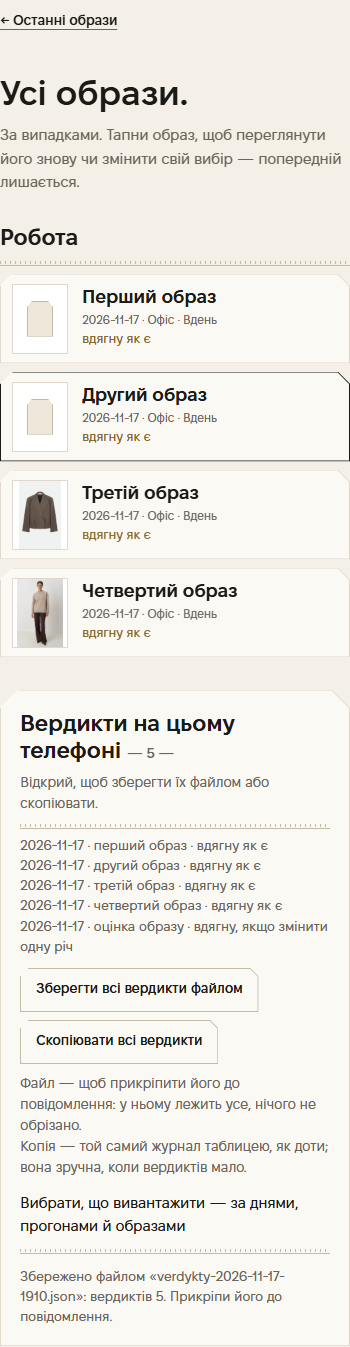 ← Останні образи
Усі образи.
За випадками. Тапни образ, щоб переглянути
його знову чи змінити свій вибір — попередній
лишається.
Робота
Перший образ
2026-11-17 · Офіс · Вдень
вдягну як є
Другий образ
2026-11-17 · Офіс · Вдень
вдягну як є
Третій образ
2026-11-17 · Офіс · Вдень
вдягну як є
Четвертий образ
2026-11-17 · Офіс · Вдень
вдягну як є
Вердикти на цьому
телефоні — 5 —
Відкрий, щоб зберегти їх файлом або
скопіювати.
2026-11-17 · перший образ · вдягну як є
2026-11-17 · другий образ · вдягну як є
2026-11-17 · третій образ · вдягну як є
2026-11-17 · четвертий образ · вдягну як є
2026-11-17 · оцінка образу · вдягну, якщо змінити
одну річ
Зберегти всі вердикти файлом
Скопіювати всі вердикти
Файл — щоб прикріпити його до
повідомлення: у ньому лежить усе, нічого не
обрізано.
Копія — той самий журнал таблицею, як доти;
вона зручна, коли вердиктів мало.
Вибрати, що вивантажити — за днями,
прогонами й образами
Збережено файлом «verdykty-2026-11-17-
1910.json»: вердиктів 5. Прикріпи його до
повідомлення.